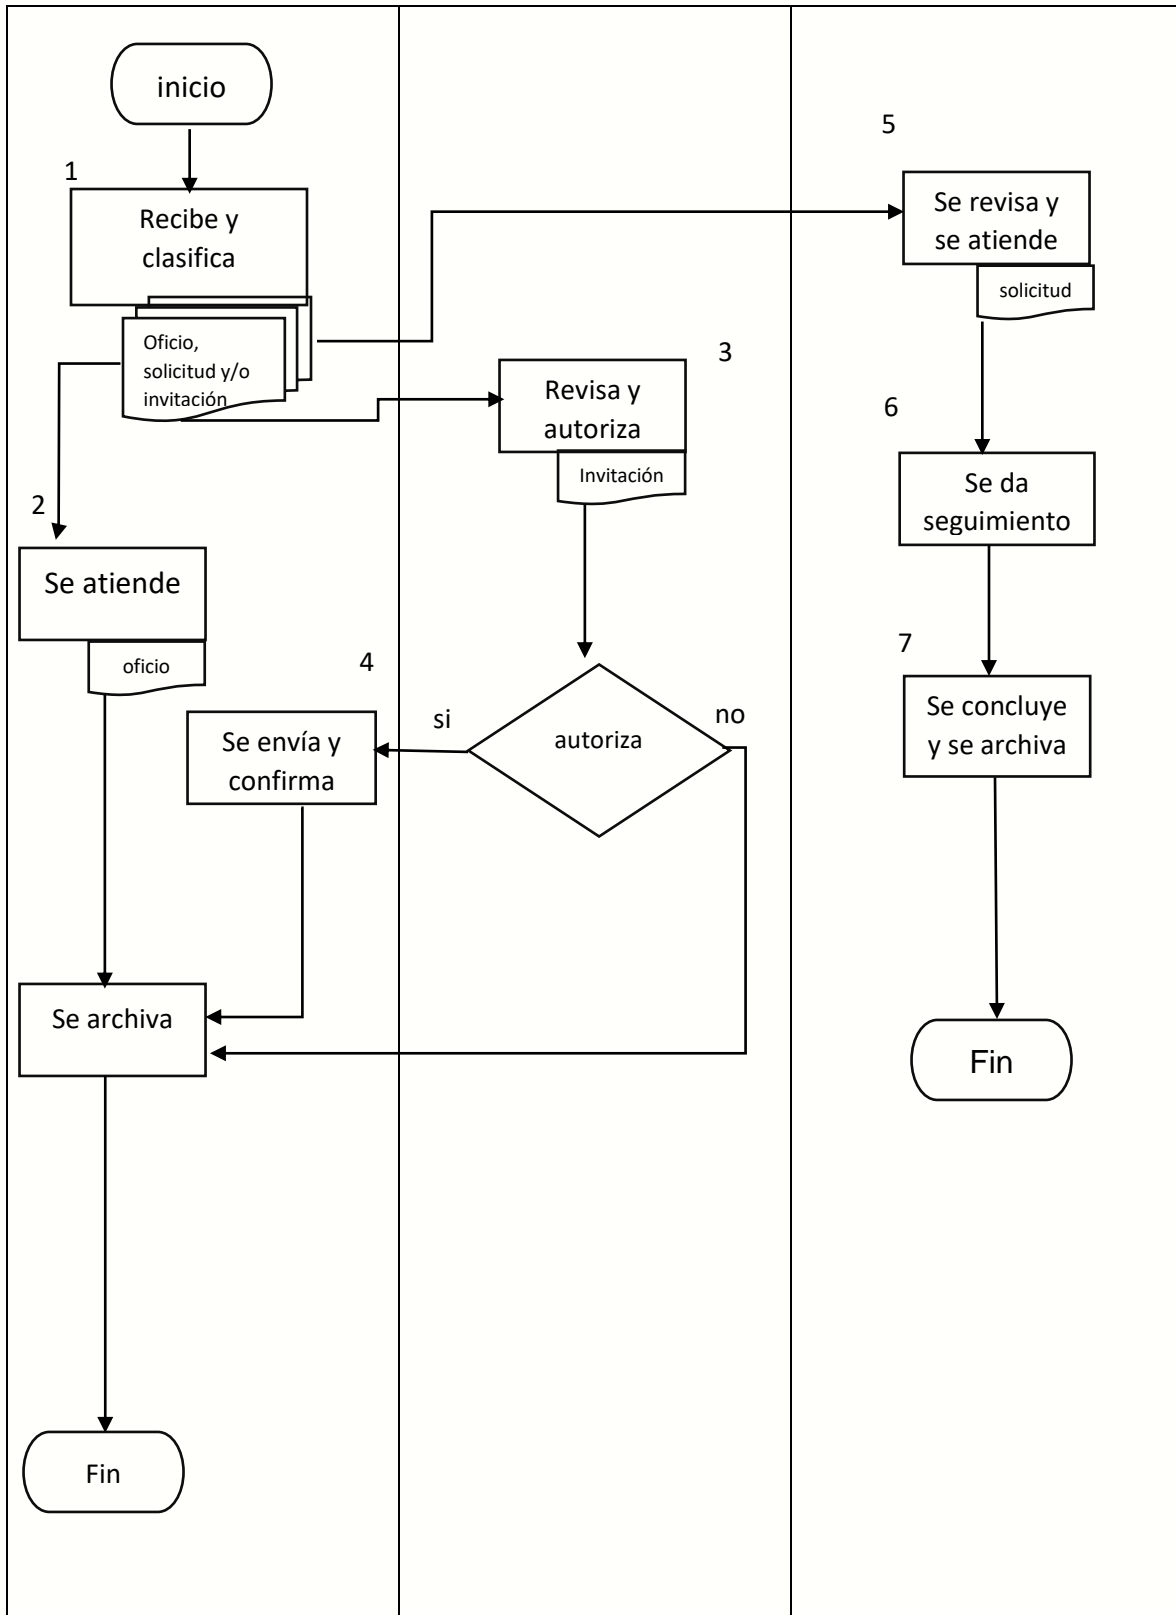 inicio
1
Recibe y
clasifica
Oficio,
solicitud y/o
invitación
2
Se atiende
oficio
4
Se envía y
confirma
Se archiva
Fin
3
Revisa y
autoriza
Invitación
si
autoriza
no
5
Se revisa y
se atiende
solicitud
6
Se da
seguimiento
7
Se concluye
y se archiva
Fin